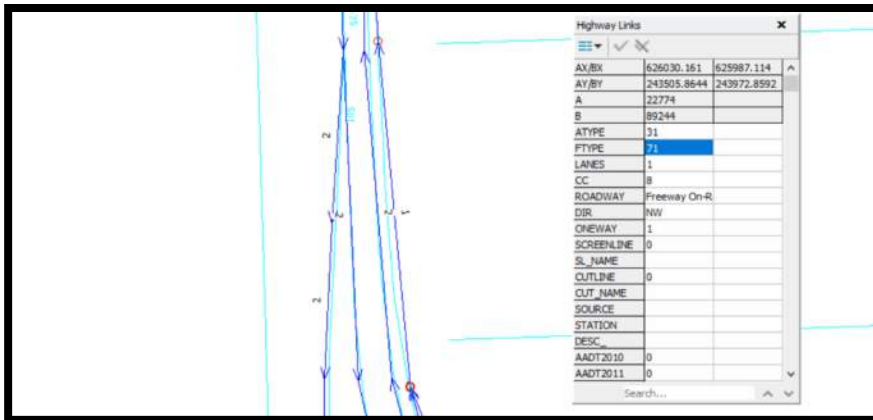 Highway Links
AX/BX 626030.161 625987.114
AY/BY 243505.8644 243972.8592
A 22774
B 89244
ATYPE 31
FTYPE 71
LANES 1
CC 8
ROADWAY Freeway On-R
DIR NW
ONEWAY 1
SCREENLINE 0
SL_NAME
CUTLINE 0
CUT_NAME
SOURCE
STATION
DESC_
AADT2010 0
AADT2011 0
Search...
2
2
2
1
2